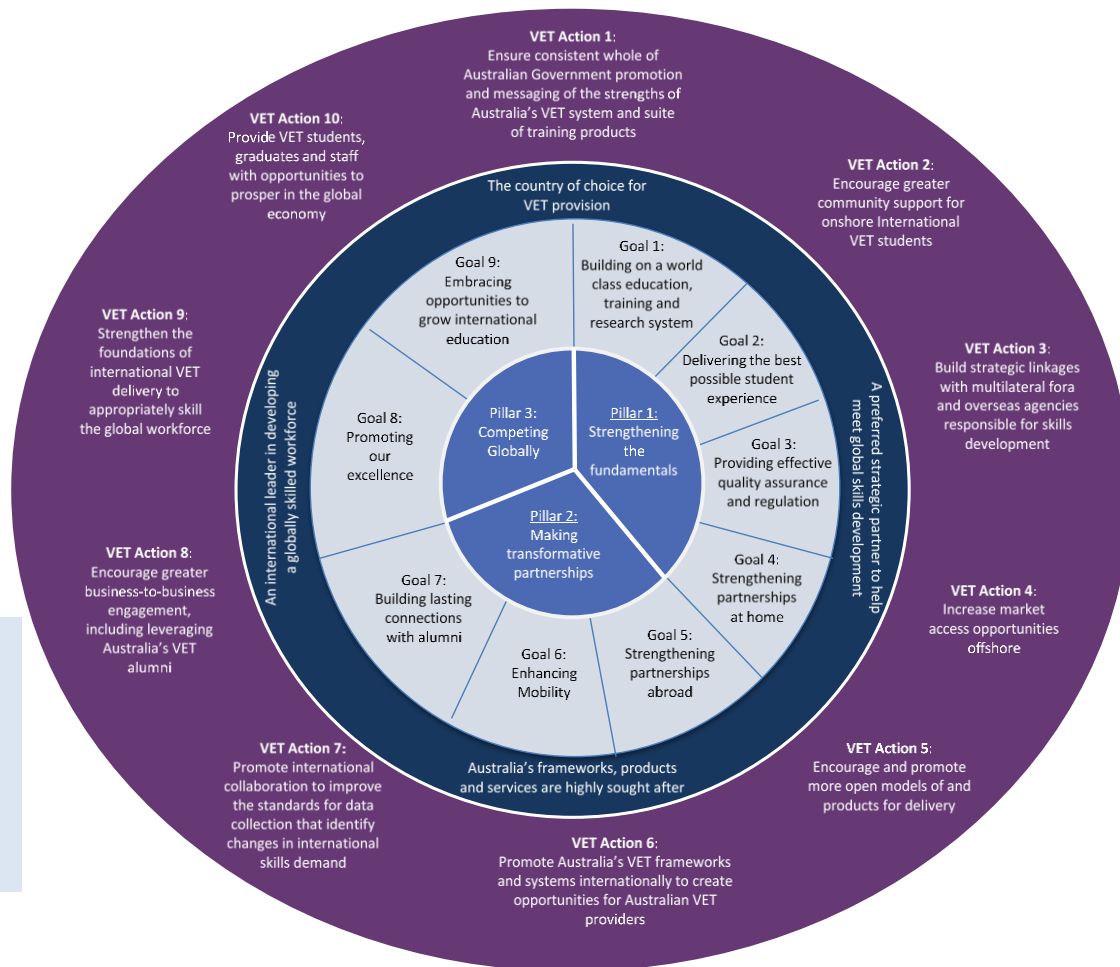 VET Action 1:
Ensure consistent whole of
Australian Government promotion
and messaging of the strengths of
Australia's VET system and suite
of training products
VET Action 2:
Encourage greater
community support for
onshore International
VET students
VET Action 3:
Build strategic linkages
with multilateral fora
and overseas agencies
responsible for skills
development
VET Action 4:
Increase market
access opportunities
offshore
VET Action 5:
Encourage and promote
more open models of and
products for delivery
VET Action 6:
Promote Australia's VET frameworks
and systems internationally to create
opportunities for Australian VET
providers
VET Action 7:
Promote international
collaboration to improve
the standards for data
collection that identify
changes in international
skills demand
VET Action 8:
Encourage greater
business-to-business
engagement,
including leveraging
Australia's VET
alumni
VET Action 9:
Strengthen the
foundations of
international VET
delivery to
appropriately skill
the global workforce
VET Action 10:
Provide VET students,
graduates and staff
with opportunities to
prosper in the global
economy
The country of choice for
VET provision
A preferred strategic partner to help
meet global skills development
Australia's frameworks, products
and services are highly sought after
An international leader in developing
a globally skilled workforce
Goal 1:
Building on a world
class education,
training and
research system
Goal 2:
Delivering the best
possible student
experience
Goal 3:
Providing effective
quality assurance
and regulation
Goal 4:
Strengthening
partnerships
at home
Goal 5:
Strengthening
partnerships
abroad
Goal 6:
Enhancing
Mobility
Goal 7:
Building lasting
connections
with alumni
Goal 8:
Promoting
our
excellence
Goal 9:
Embracing
opportunities to
grow international
education
Pillar 1:
Strengthening
the
fundamentals
Pillar 2:
Making
transformative
partnerships
Pillar 3:
Competing
Globally